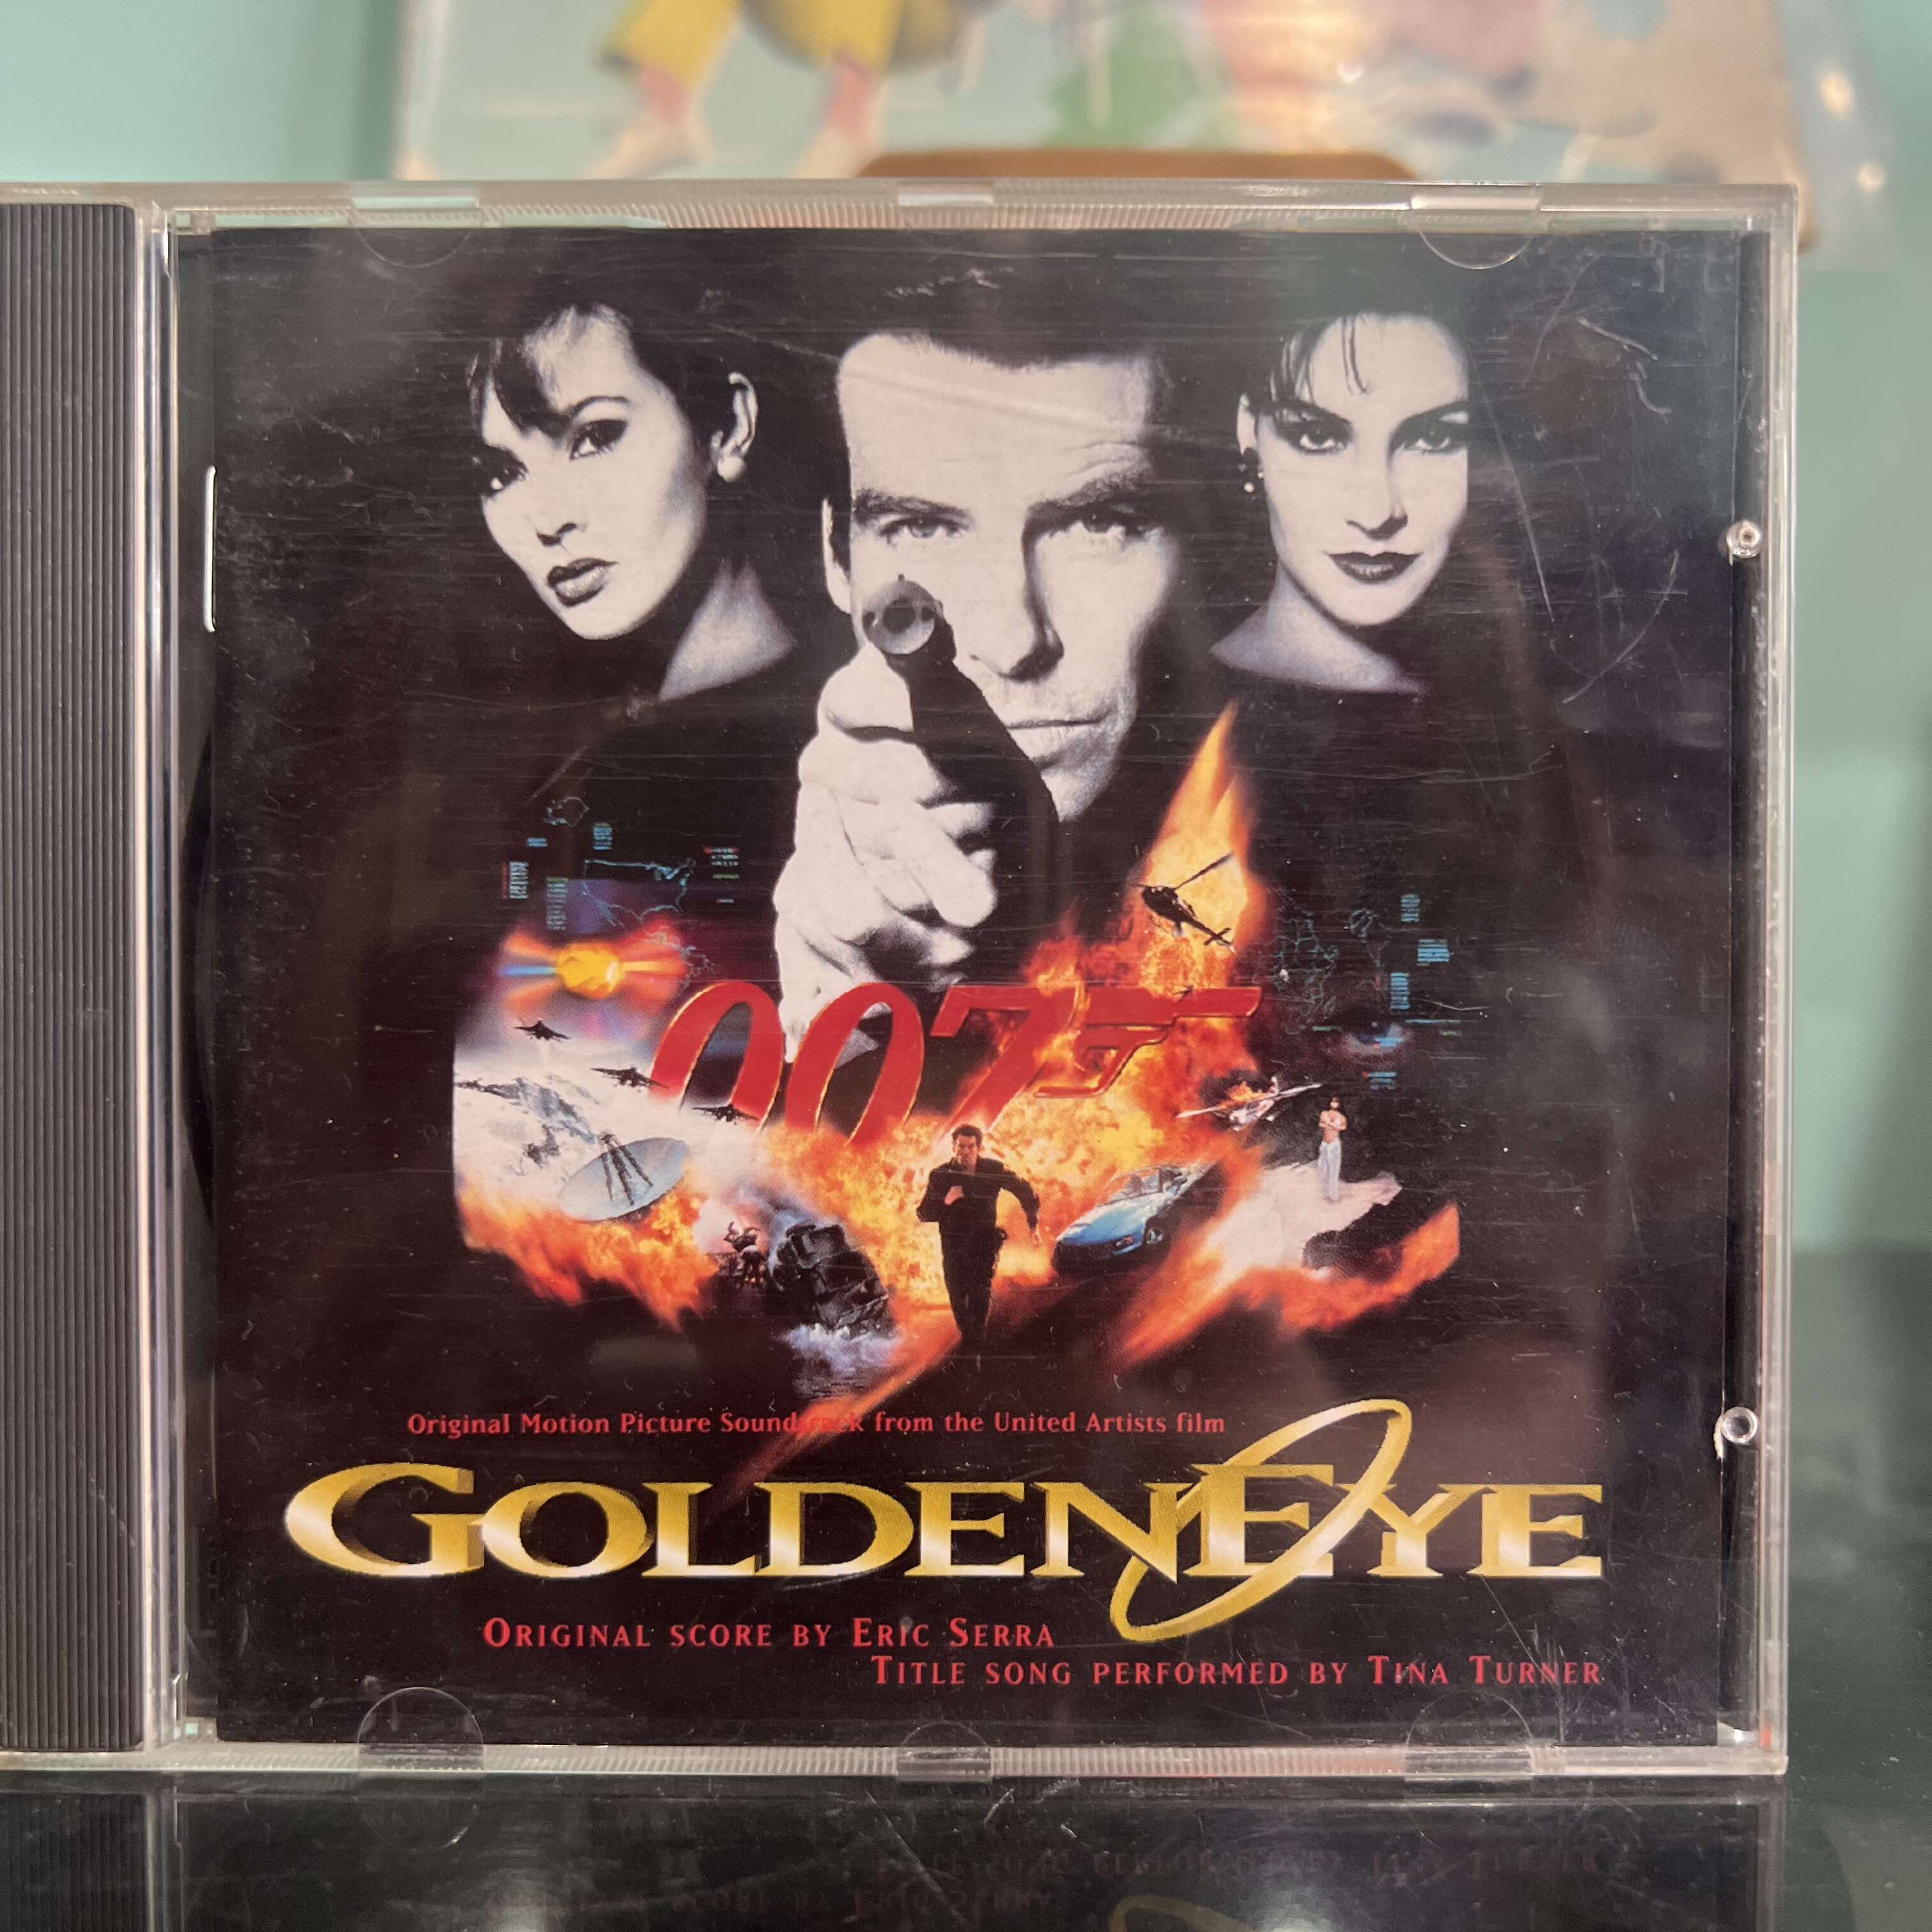 007
Original Motion Picture Soundtrack from the United Artists film
GOLDENEYE
ORIGINAL SCORE BY ERIC SERRA
TITLE SONG PERFORMED BY TINA TURNER